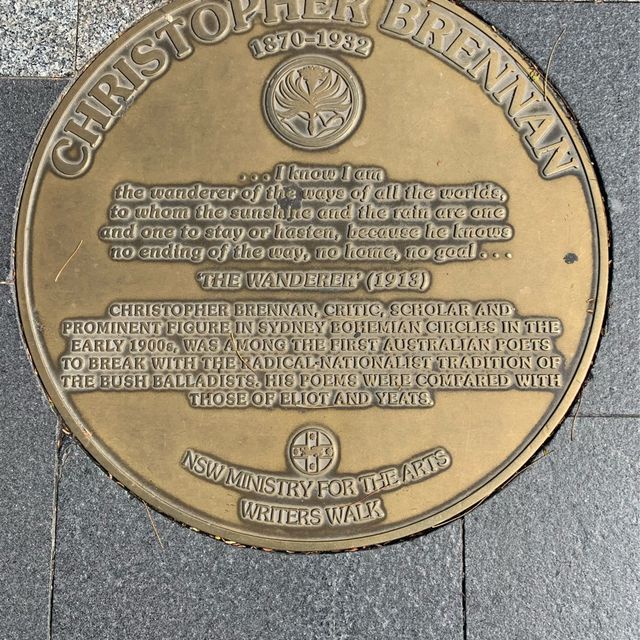 CHRISTOPHER BRENNAN
1870–1932
. . . I know I am
the wanderer of the ways of all the worlds,
to whom the sunshine and the rain are one
and one to stay or hasten, because he knows
no ending of the way, no home, no goal . . .
'THE WANDERER' (1913)
CHRISTOPHER BRENNAN, CRITIC, SCHOLAR AND
PROMINENT FIGURE IN SYDNEY BOHEMIAN CIRCLES IN THE
EARLY 1900s, WAS AMONG THE FIRST AUSTRALIAN POETS
TO BREAK WITH THE RADICAL-NATIONALIST TRADITION OF
THE BUSH BALLADISTS. HIS POEMS WERE COMPARED WITH
THOSE OF ELIOT AND YEATS.
NSW MINISTRY FOR THE ARTS
WRITERS WALK